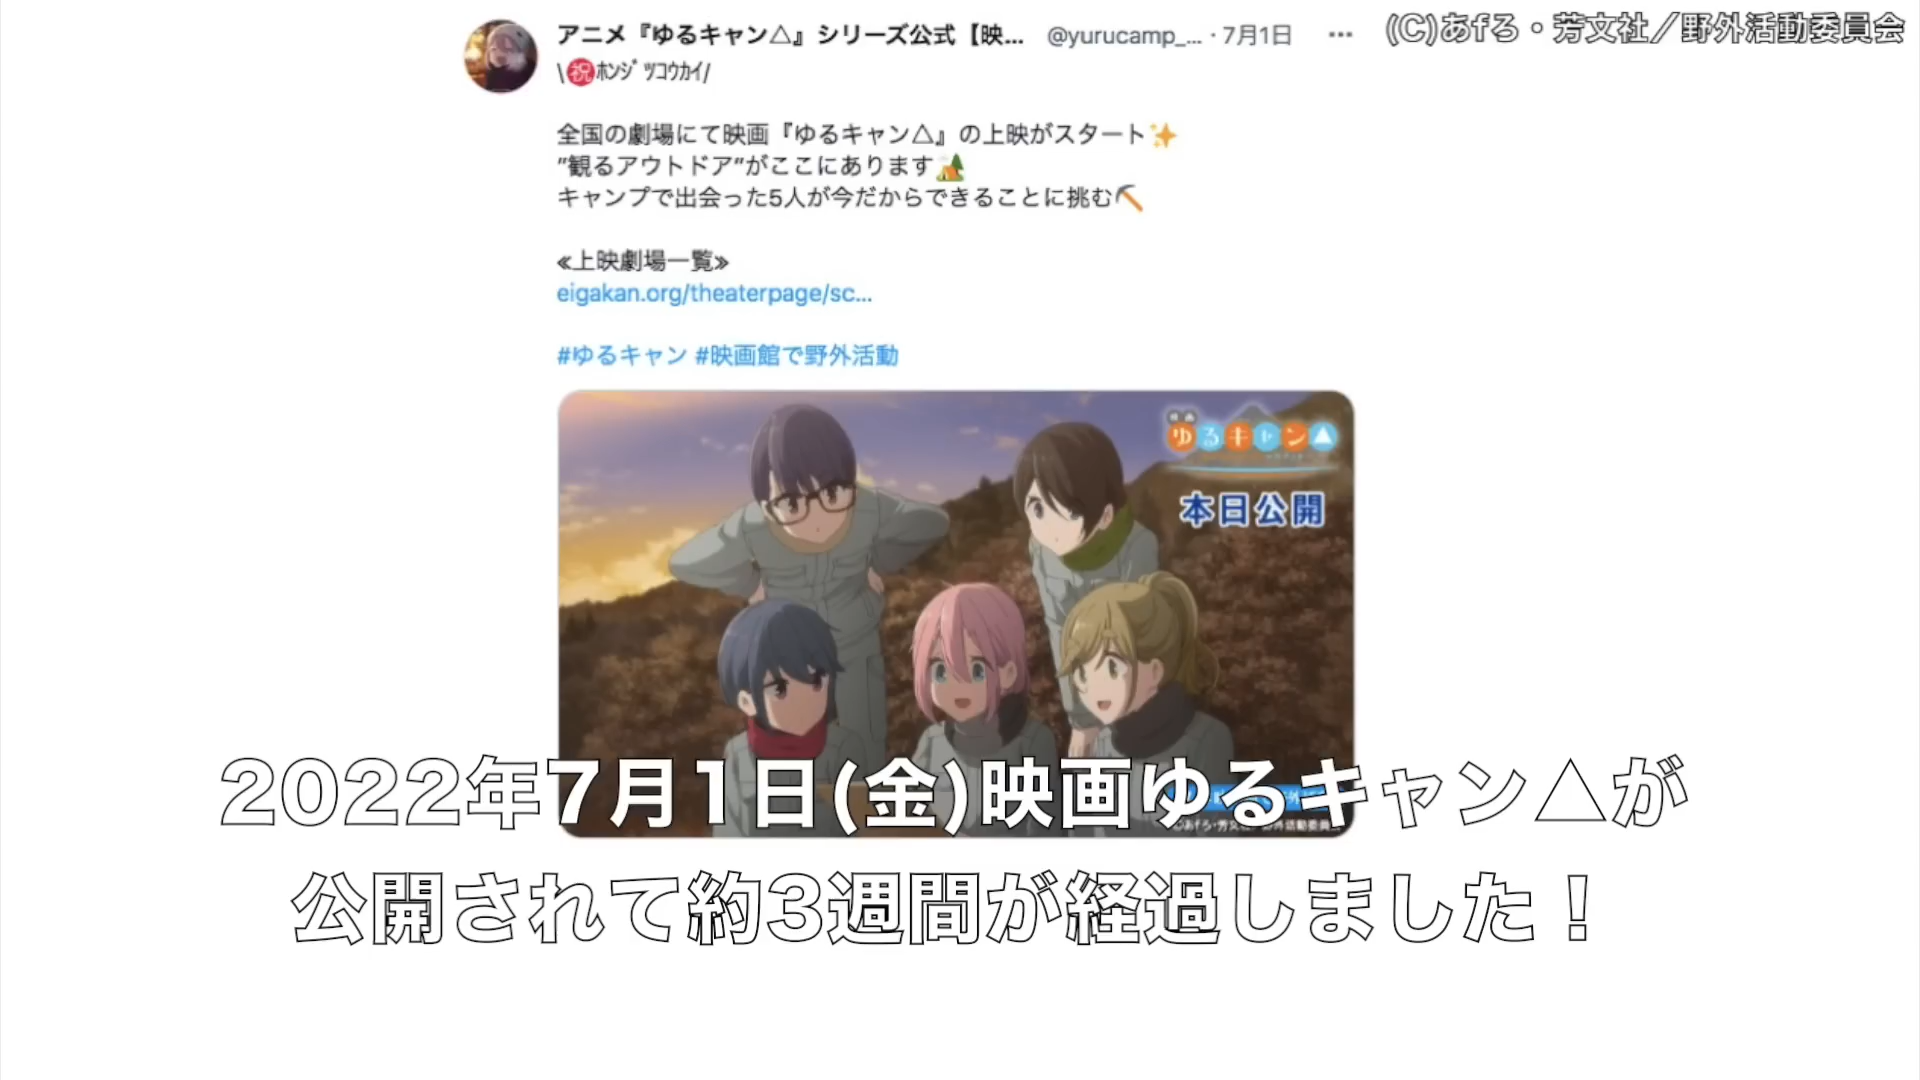 アニメ『ゆるキャン△』シリーズ公式【映... @yurucamp_... · 7月1日 ···
(C)あfろ・芳文社／野外活動委員会
\㊗ﾎﾝｼﾞﾂｺｳｶｲ/
全国の劇場にて映画『ゆるキャン△』の上映がスタート✨
”観るアウトドア”がここにあります🏕
キャンプで出会った5人が今だからできることに挑む⛏
≪上映劇場一覧≫
eigakan.org/theaterpage/sc...
#ゆるキャン #映画館で野外活動
映画
ゆるキャン△
本日公開
2022年7月1日(金)映画ゆるキャン△が
公開されて約3週間が経過しました！